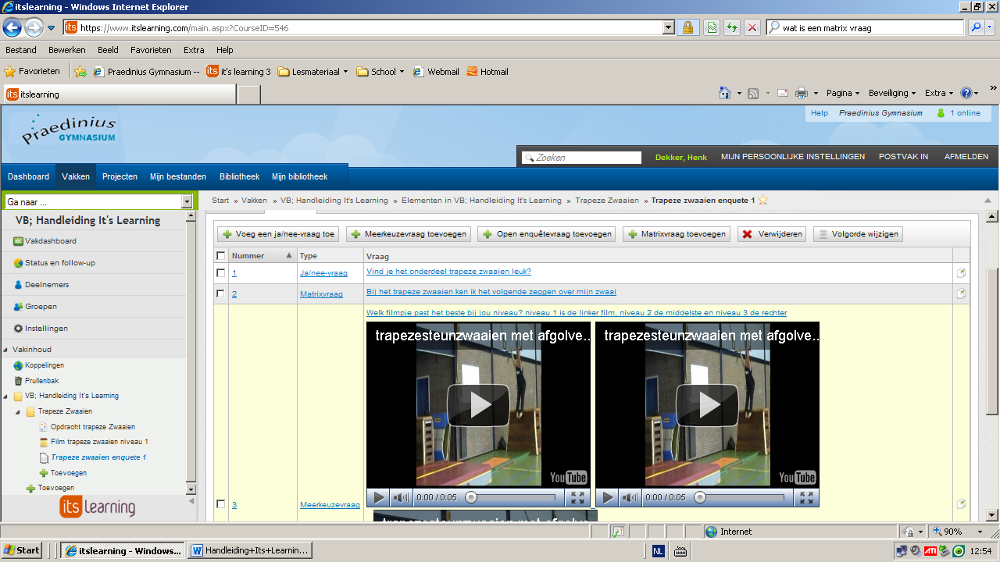 itslearning - Windows Internet Explorer
https://www.itslearning.com/main.aspx?CourseID=546
wat is een matrix vraag
Bestand Bewerken Beeld Favorieten Extra Help
Favorieten Praedinius Gymnasium -- it's learning 3 Lesmateriaal School Webmail Hotmail
its itslearning
Pagina Beveiliging Extra »
Praedinius
GYMNASIUM
Help Praedinius Gymnasium 1 online
Zoeken Dekker, Henk MIJN PERSOONLIJKE INSTELLINGEN POSTVAK IN AFMELDEN
Dashboard Vakken Projecten Mijn bestanden Bibliotheek Mijn bibliotheek
Ga naar ...
Start » Vakken » VB; Handleiding It's Learning » Elementen in VB; Handleiding It's Learning » Trapeze Zwaaien » Trapeze zwaaien enquete 1
VB; Handleiding It's Learning
Vakdashboard
Status en follow-up
Deelnemers
Groepen
Instellingen
Vakinhoud
Koppelingen
Prullenbak
VB; Handleiding It's Learning
Trapeze Zwaaien
Opdracht trapeze Zwaaien
Film trapeze zwaaien niveau 1
Trapeze zwaaien enquete 1
Toevoegen
Toevoegen
its learning
Voeg een ja/nee-vraag toe Meerkeuzevraag toevoegen Open enquêtevraag toevoegen Matrixvraag toevoegen Verwijderen Volgorde wijzigen
Nummer Type Vraag
1 Ja/nee-vraag Vind je het onderdeel trapeze zwaaien leuk?
2 Matrixvraag Bij het trapeze zwaaien kan ik het volgende zeggen over mijn zwaai
Welk filmpje past het beste bij jou niveau? niveau 1 is de linker film, niveau 2 de middelste en niveau 3 de rechter
trapezesteunzwaaien met afgolve... trapezesteunzwaaien met afgolve...
YouTube YouTube
0:00 / 0:05 0:00 / 0:05
3 Meerkeuzevraag
trapezesteunzwaaien met afgolve...
Internet 90%
Start itslearning - Windows... Handleiding+Its+Learnin... NL ATI 12:54